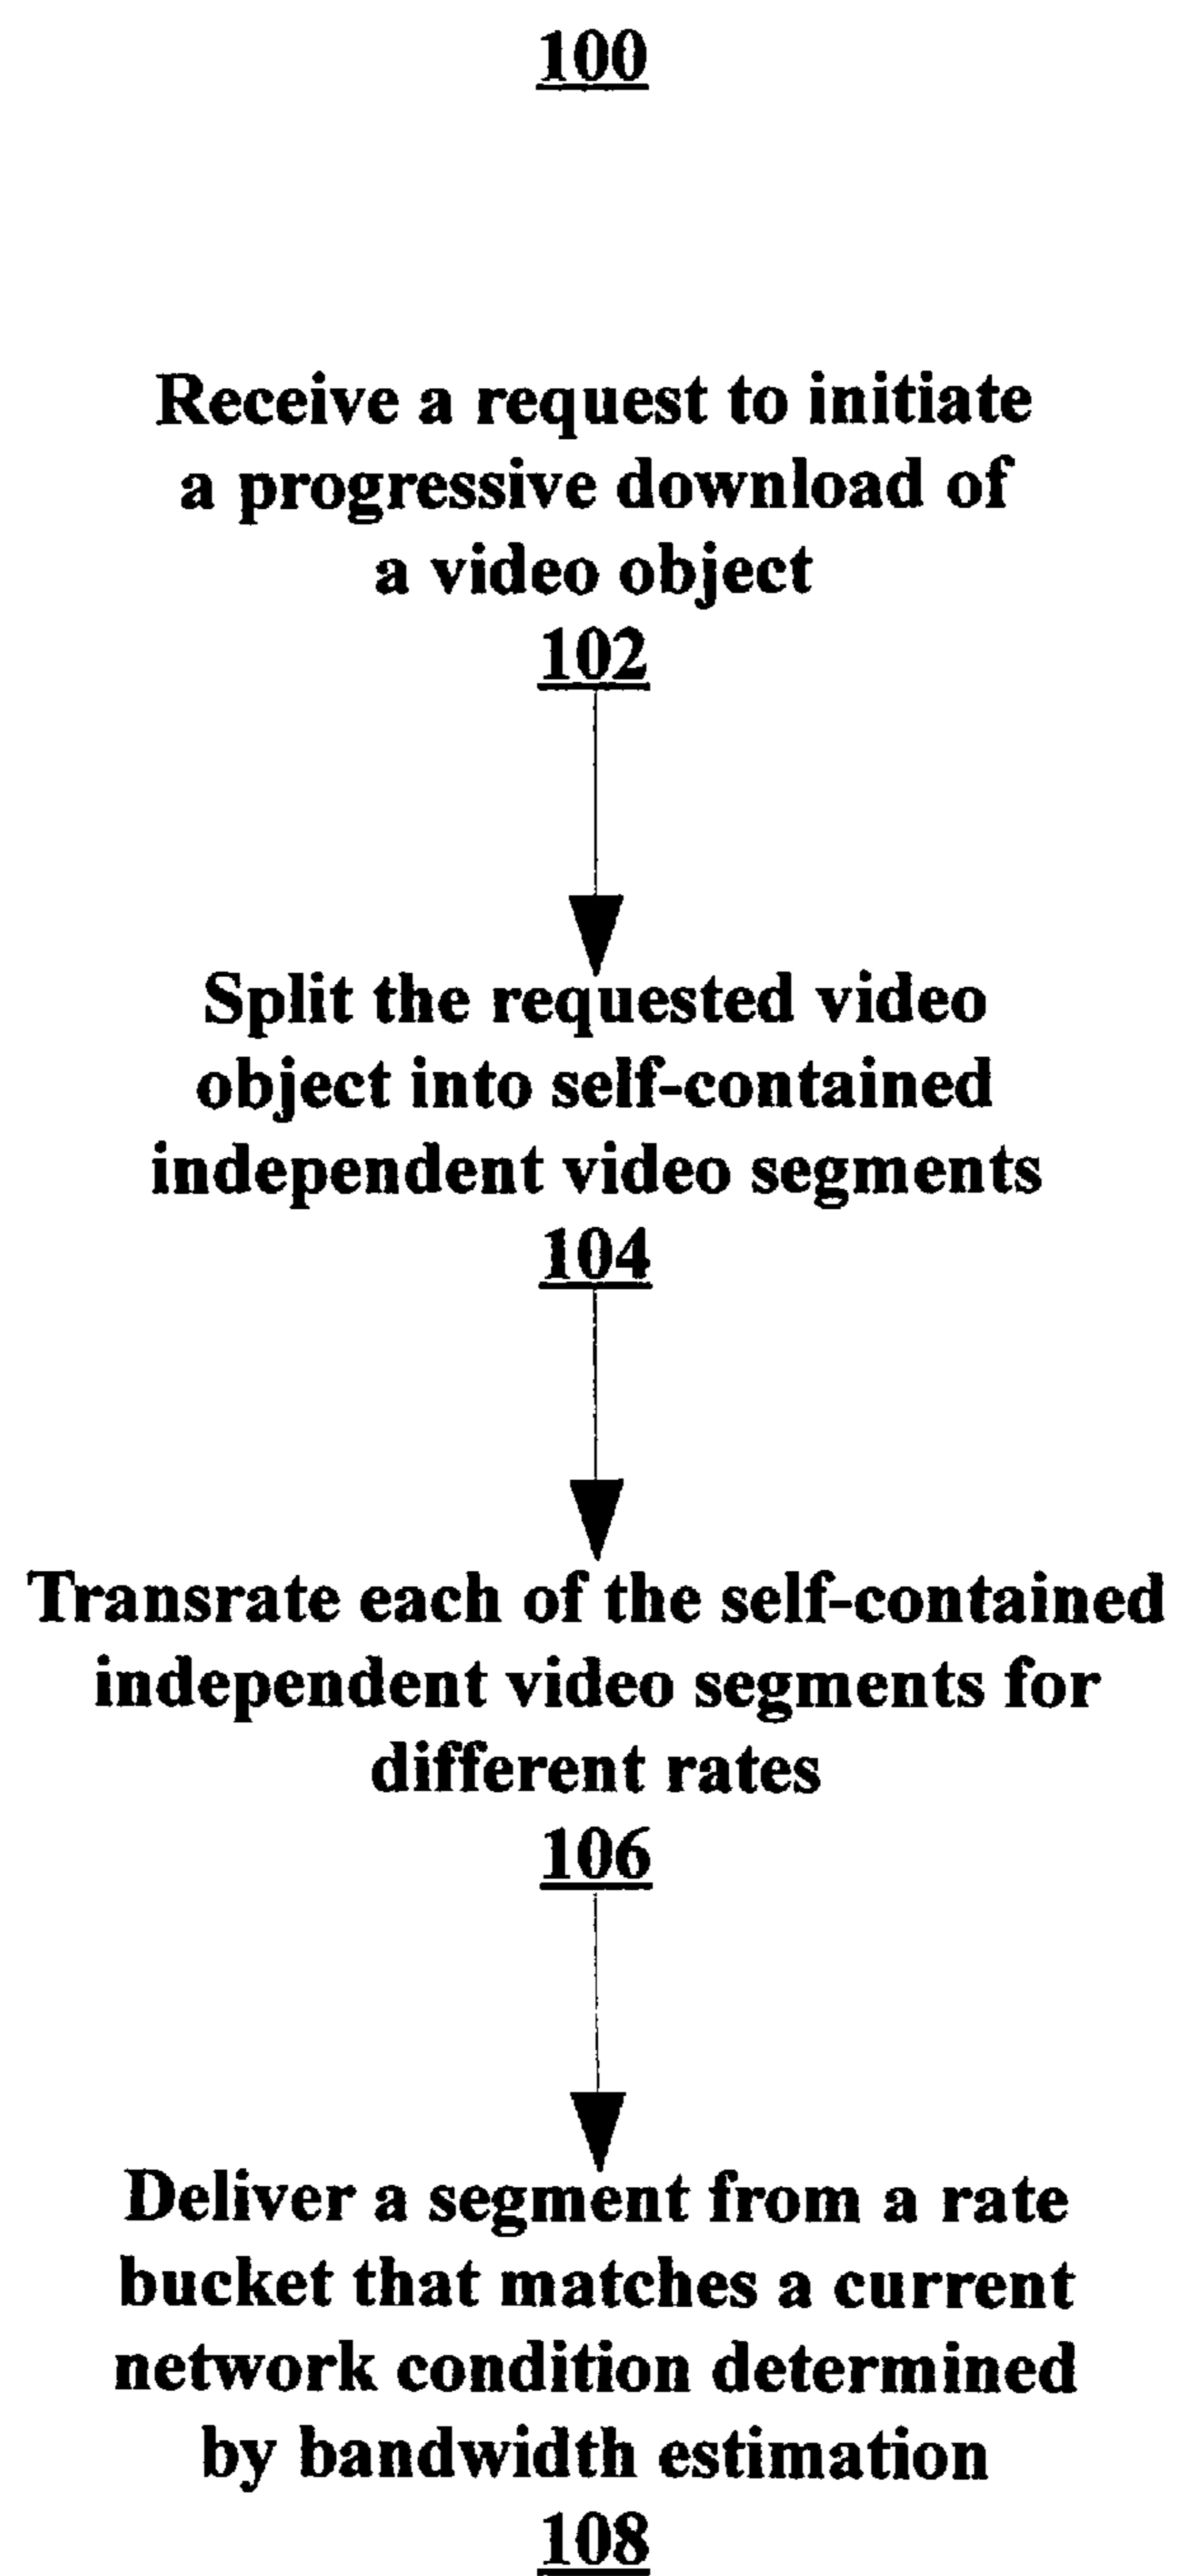 100
Receive a request to initiate
a progressive download of
a video object
102
Split the requested video
object into self-contained
independent video segments
104
Transrate each of the self-contained
independent video segments for
different rates
106
Deliver a segment from a rate
bucket that matches a current
network condition determined
by bandwidth estimation
108